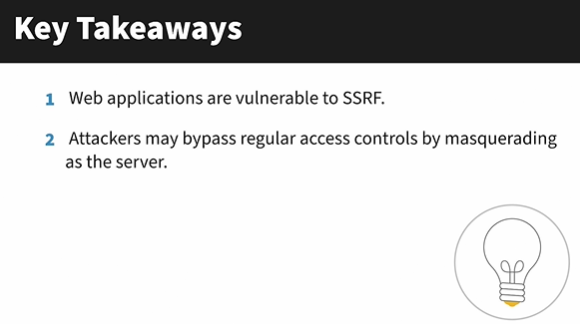 Key Takeaways
1 Web applications are vulnerable to SSRF.
2 Attackers may bypass regular access controls by masquerading
as the server.